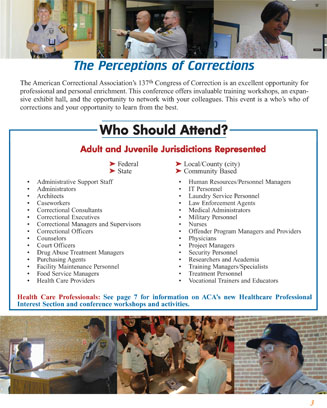 The Perceptions of Corrections
The American Correctional Association's 137th Congress of Correction is an excellent opportunity for
professional and personal enrichment. This conference offers invaluable training workshops, an expan-
sive exhibit hall, and the opportunity to network with your colleagues. This event is a who's who of
corrections and your opportunity to learn from the best.
Who Should Attend?
Adult and Juvenile Jurisdictions Represented
➤ Federal
➤ State
➤ Local/County (city)
➤ Community Based
• Administrative Support Staff
• Administrators
• Architects
• Caseworkers
• Correctional Consultants
• Correctional Executives
• Correctional Managers and Supervisors
• Correctional Officers
• Counselors
• Court Officers
• Drug Abuse Treatment Managers
• Purchasing Agents
• Facility Maintenance Personnel
• Food Service Managers
• Health Care Providers
• Human Resources/Personnel Managers
• IT Personnel
• Laundry Service Personnel
• Law Enforcement Agents
• Medical Administrators
• Military Personnel
• Nurses
• Offender Program Managers and Providers
• Physicians
• Project Managers
• Security Personnel
• Researchers and Academia
• Training Managers/Specialists
• Treatment Personnel
• Vocational Trainers and Educators
Health Care Professionals: See page 7 for information on ACA's new Healthcare Professional
Interest Section and conference workshops and activities.
3